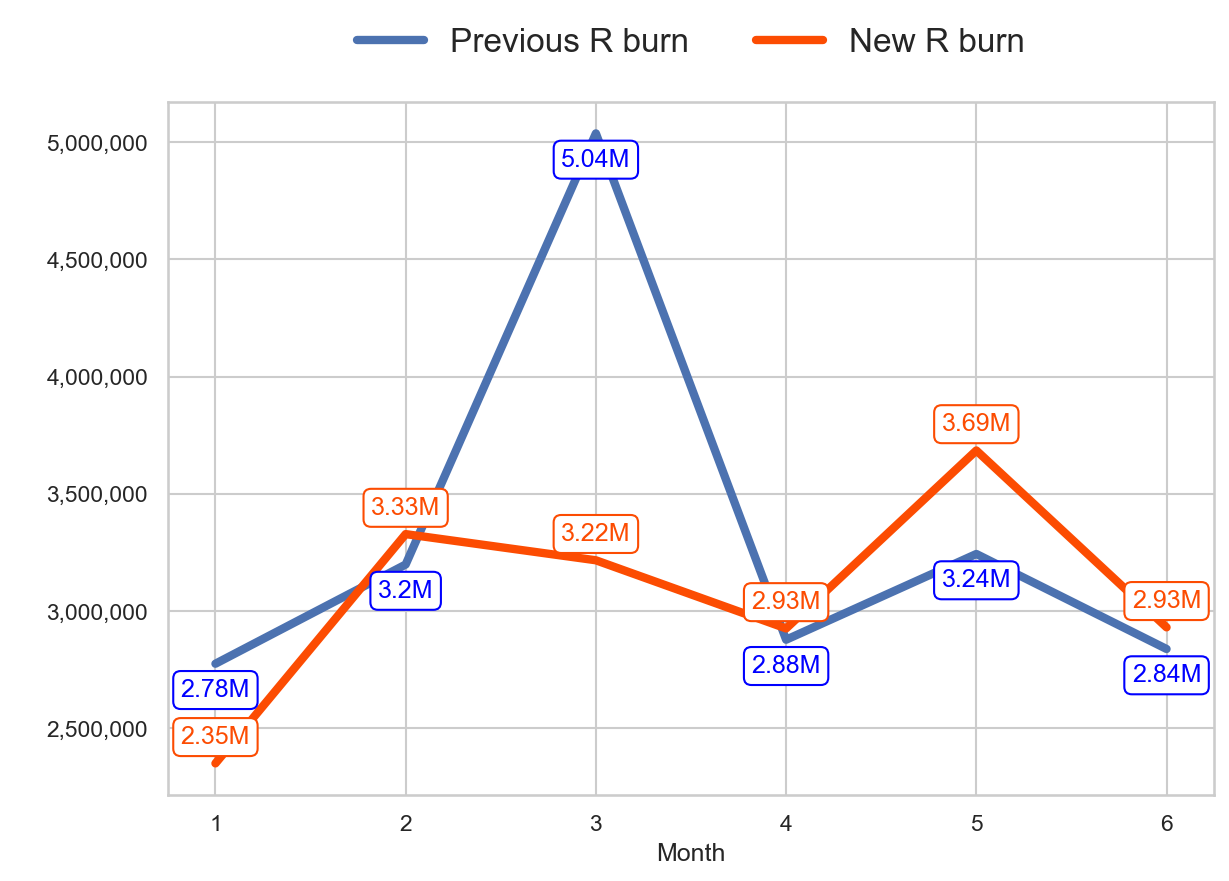 Previous R burn New R burn
5,000,000
5.04M
4,500,000
4,000,000
3.69M
3,500,000
3.33M
3.22M
3.24M
3.2M
2.93M
2.93M
3,000,000
2.88M
2.84M
2.78M
2.35M
2,500,000
1 2 3 4 5 6
Month